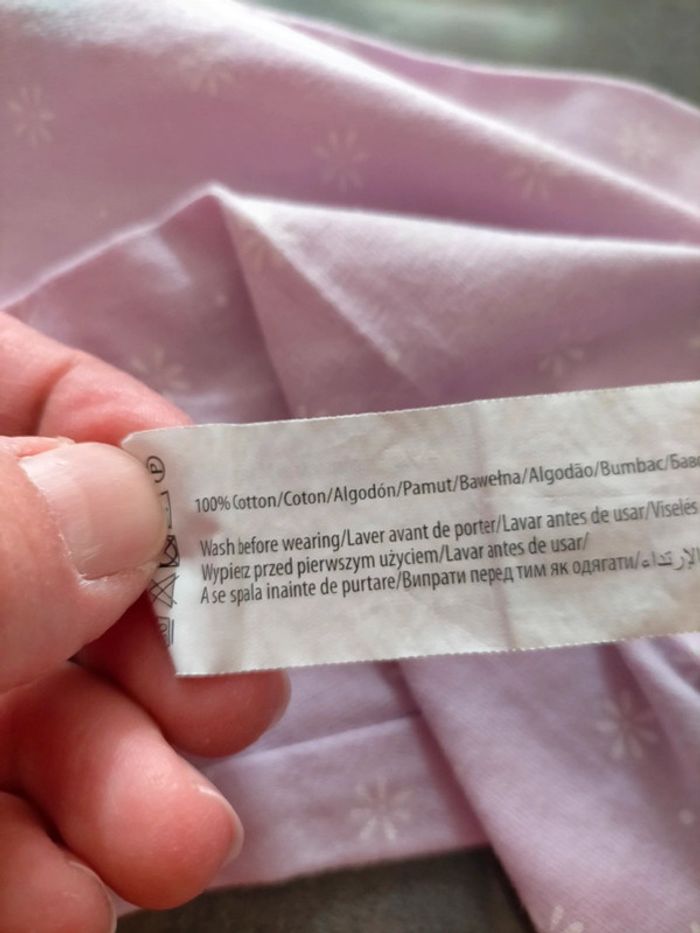 100% Cotton/Coton/Algodón/Pamut/Bawełna/Algodão/Bumbac/
Wash before wearing/Laver avant de porter/Lavar antes de usar/Viselés
Wypierz przed pierwszym użyciem/Lavar antes de usar/
A se spala inainte de purtare/Випрати перед тим як одягати/